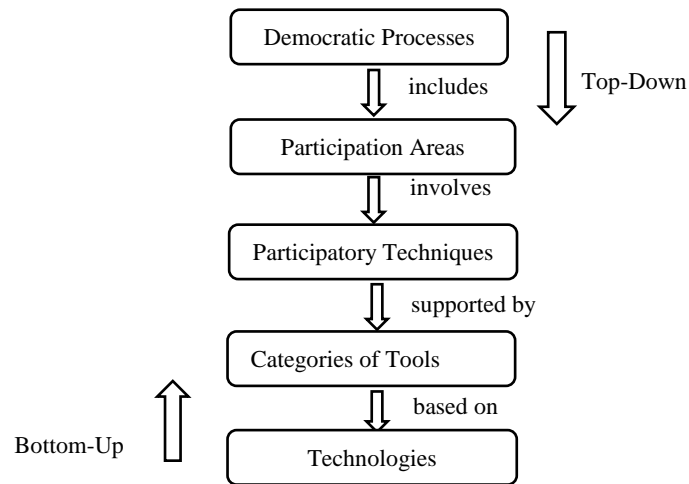 Democratic Processes
includes
Top-Down
Participation Areas
involves
Participatory Techniques
supported by
Categories of Tools
based on
Bottom-Up
Technologies